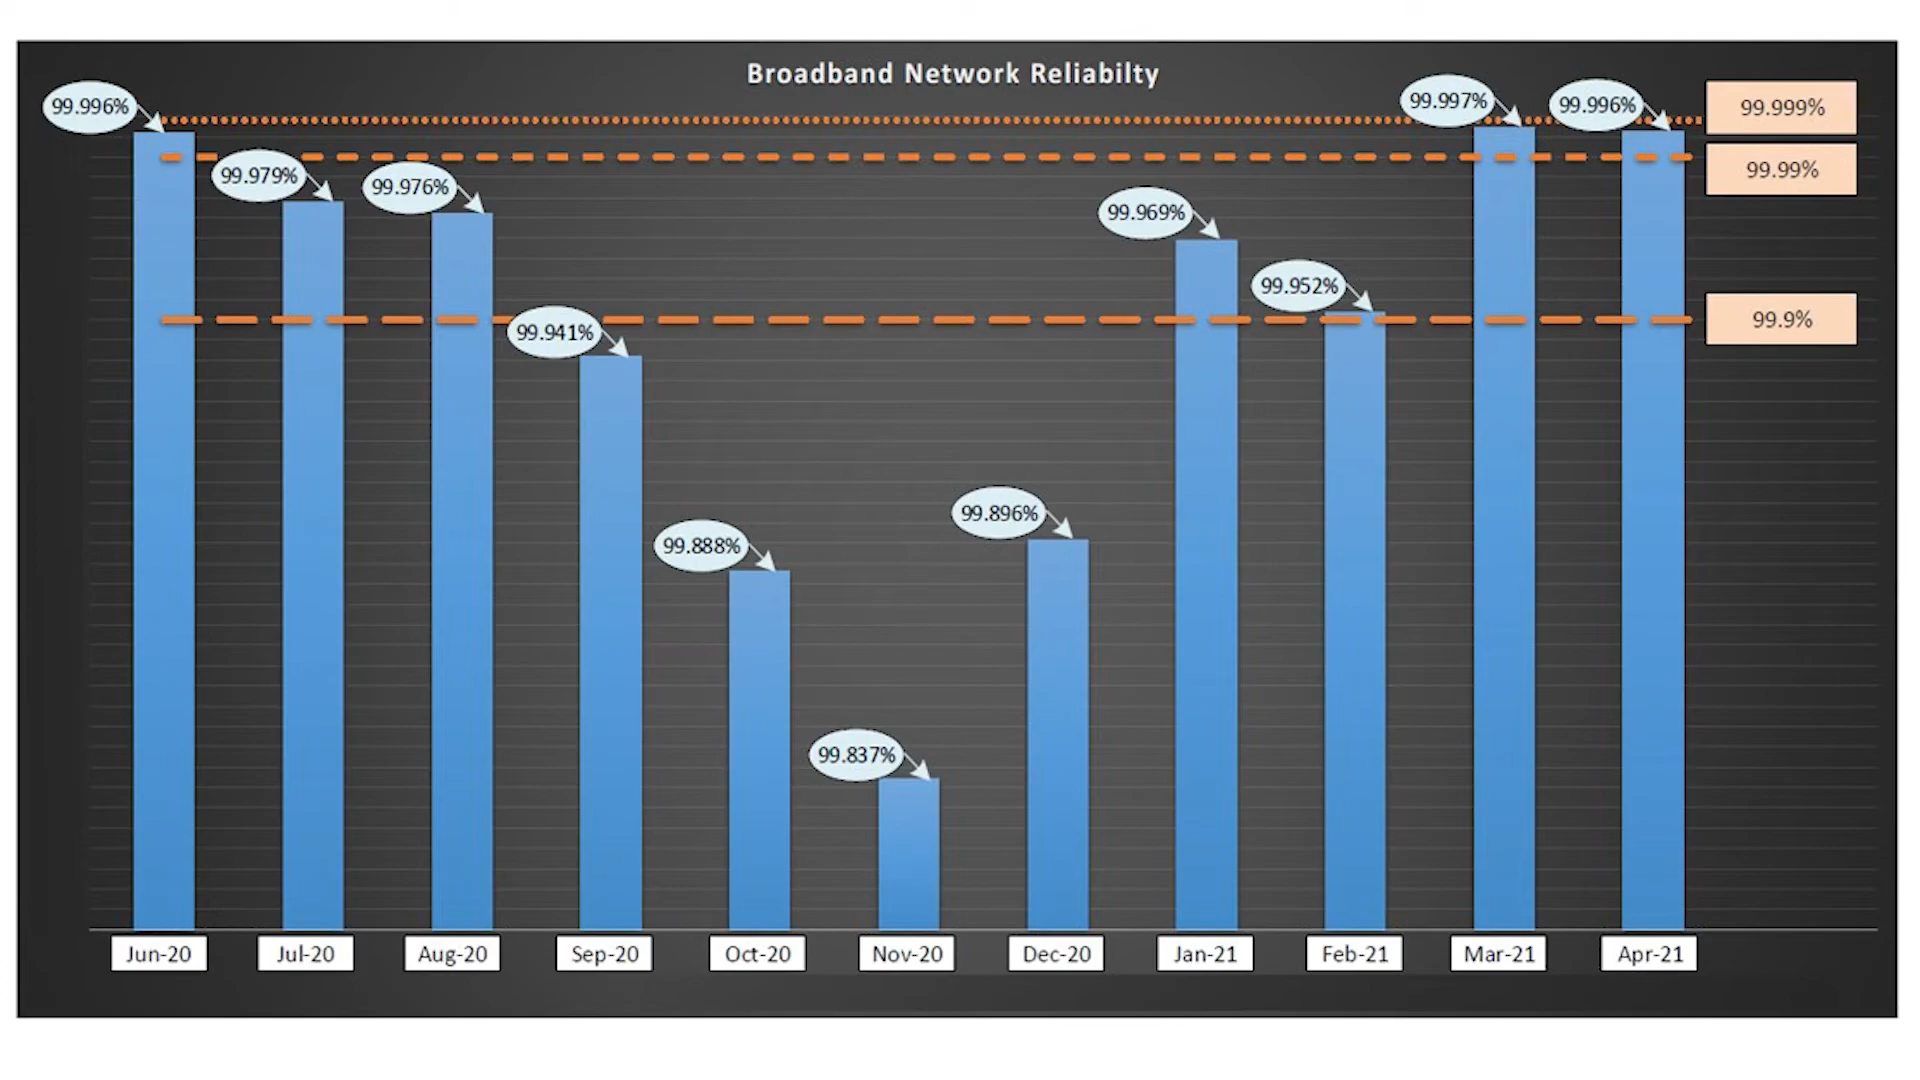 Broadband Network Reliabilty
99.996%
99.979%
99.976%
99.941%
99.888%
99.837%
99.896%
99.969%
99.952%
99.997%
99.996%
99.999%
99.99%
99.9%
Jun-20
Jul-20
Aug-20
Sep-20
Oct-20
Nov-20
Dec-20
Jan-21
Feb-21
Mar-21
Apr-21